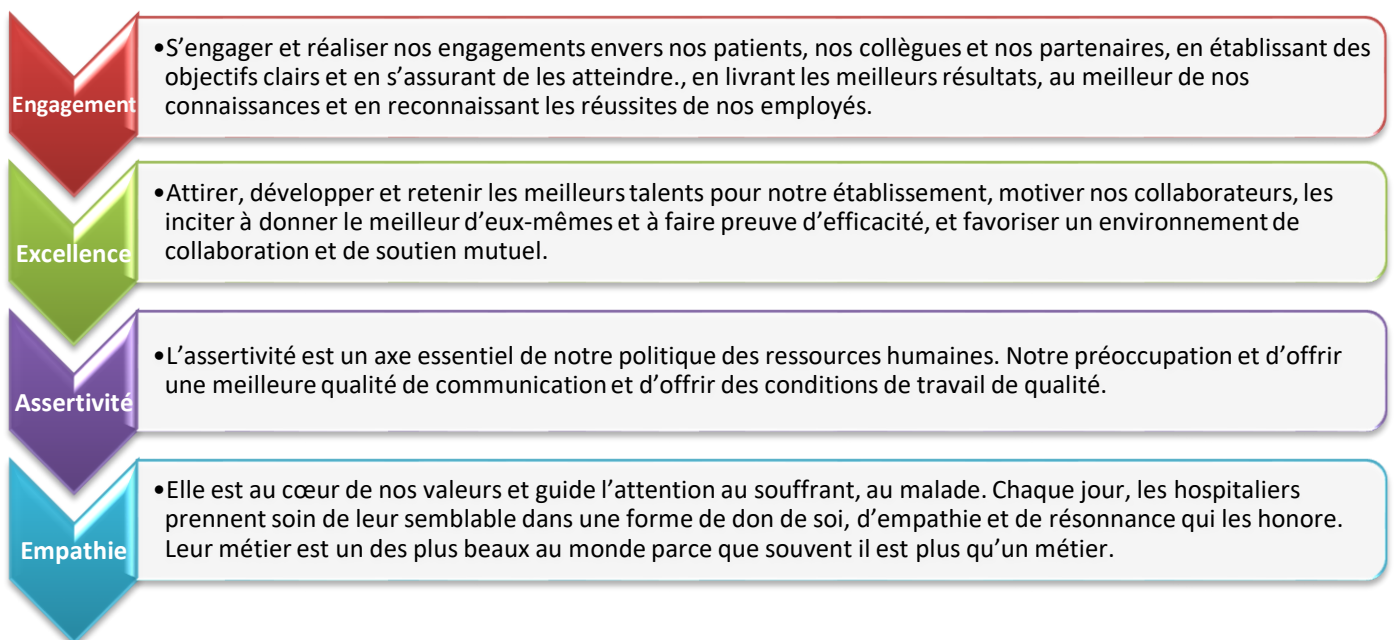 Engagement
•S’engager et réaliser nos engagements envers nos patients, nos collègues et nos partenaires, en établissant des
objectifs clairs et en s’assurant de les atteindre., en livrant les meilleurs résultats, au meilleur de nos
connaissances et en reconnaissant les réussites de nos employés.
Excellence
•Attirer, développer et retenir les meilleurs talents pour notre établissement, motiver nos collaborateurs, les
inciter à donner le meilleur d’eux-mêmes et à faire preuve d’efficacité, et favoriser un environnement de
collaboration et de soutien mutuel.
Assertivité
•L’assertivité est un axe essentiel de notre politique des ressources humaines. Notre préoccupation et d’offrir
une meilleure qualité de communication et d’offrir des conditions de travail de qualité.
Empathie
•Elle est au cœur de nos valeurs et guide l’attention au souffrant, au malade. Chaque jour, les hospitaliers
prennent soin de leur semblable dans une forme de don de soi, d’empathie et de résonnance qui les honore.
Leur métier est un des plus beaux au monde parce que souvent il est plus qu’un métier.